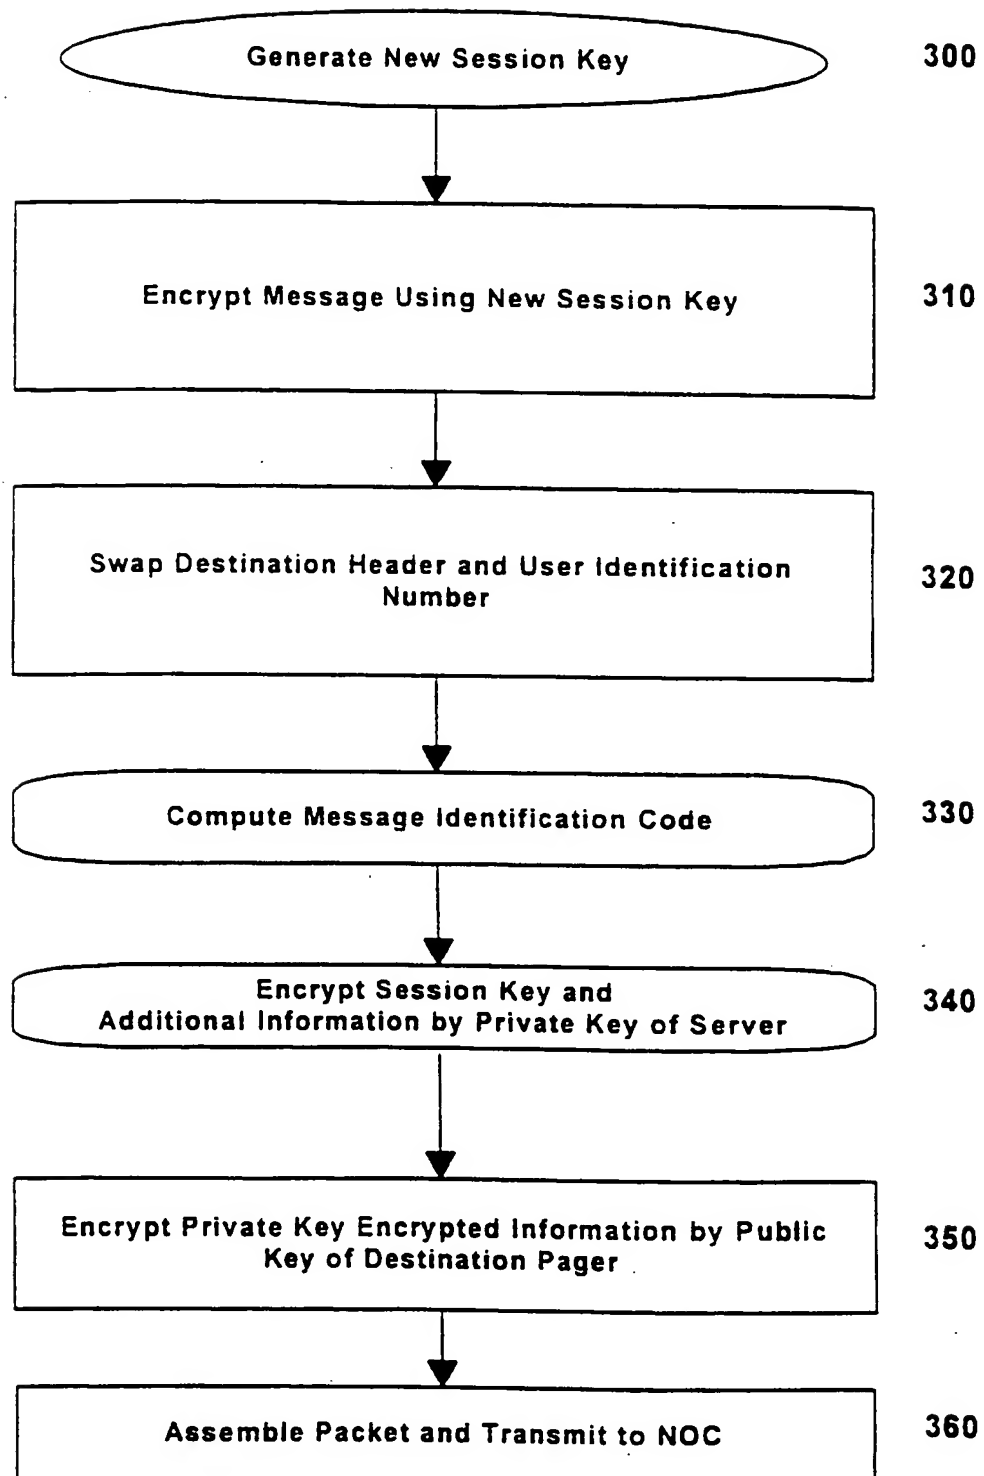 Generate New Session Key 300
Encrypt Message Using New Session Key 310
Swap Destination Header and User Identification
Number
320
Compute Message Identification Code 330
Encrypt Session Key and
Additional Information by Private Key of Server
340
Encrypt Private Key Encrypted Information by Public
Key of Destination Pager
350
Assemble Packet and Transmit to NOC 360